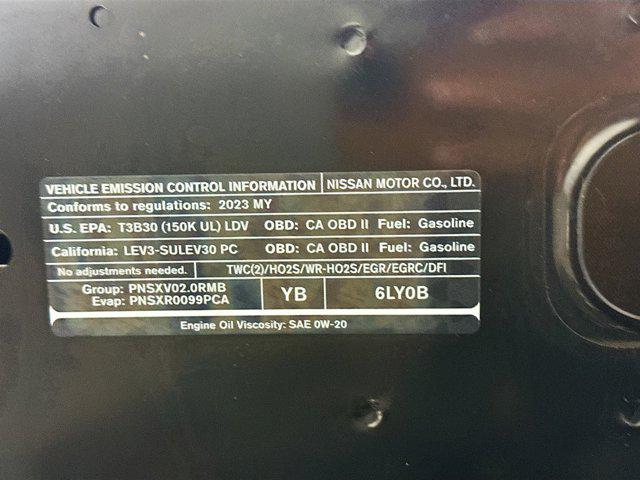 VEHICLE EMISSION CONTROL INFORMATION NISSAN MOTOR CO., LTD.
Conforms to regulations: 2023 MY
U.S. EPA: T3B30 (150K UL) LDV OBD: CA OBD II Fuel: Gasoline
California: LEV3-SULEV30 PC OBD: CA OBD II Fuel: Gasoline
No adjustments needed. TWC(2)/HO2S/WR-HO2S/EGR/EGRC/DFI
Group: PNSXV02.0RMB
Evap: PNSXR0099PCA
YB 6LY0B
Engine Oil Viscosity: SAE 0W-20